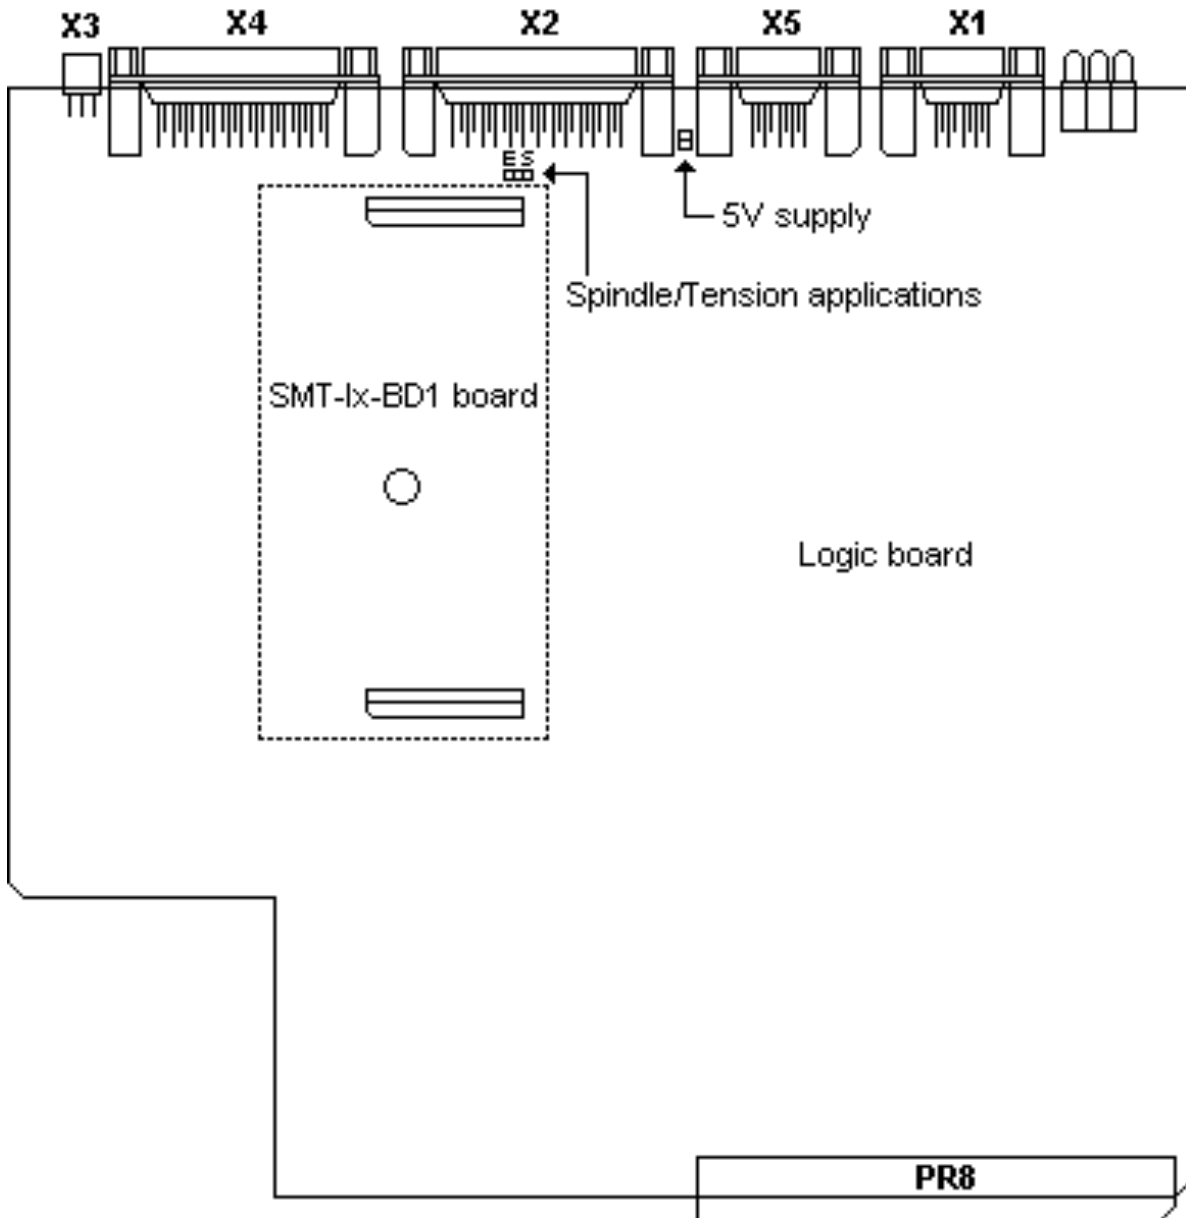 X3 X4 X2 X5 X1
E S
5V supply
Spindle/Tension applications
SMT-Ix-BD1 board
Logic board
PR8